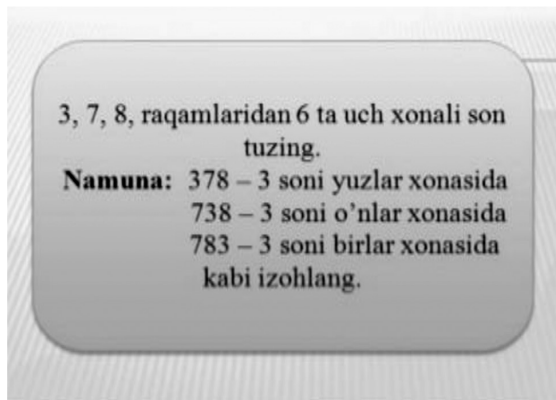 3, 7, 8, raqamlaridan 6 ta uch xonali son
tuzing.
Namuna: 378 – 3 soni yuzlar xonasida
738 – 3 soni o’nlar xonasida
783 – 3 soni birlar xonasida
kabi izohlang.